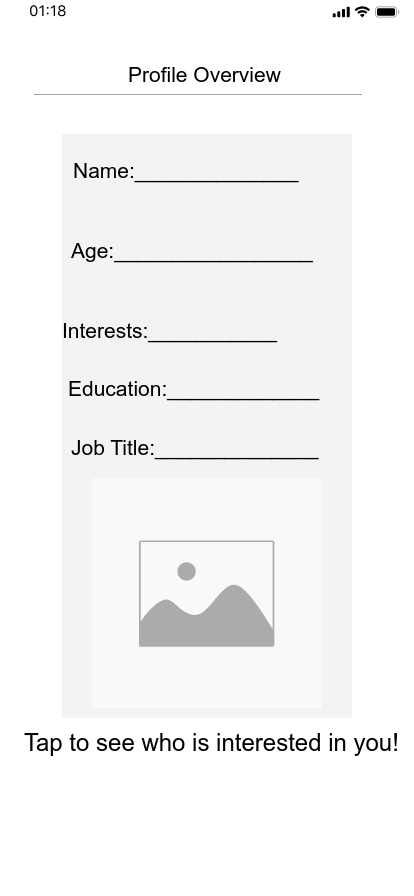 01:18
Profile Overview
Name:______________
Age:_________________
Interests:___________
Education:_____________
Job Title:______________
Tap to see who is interested in you!